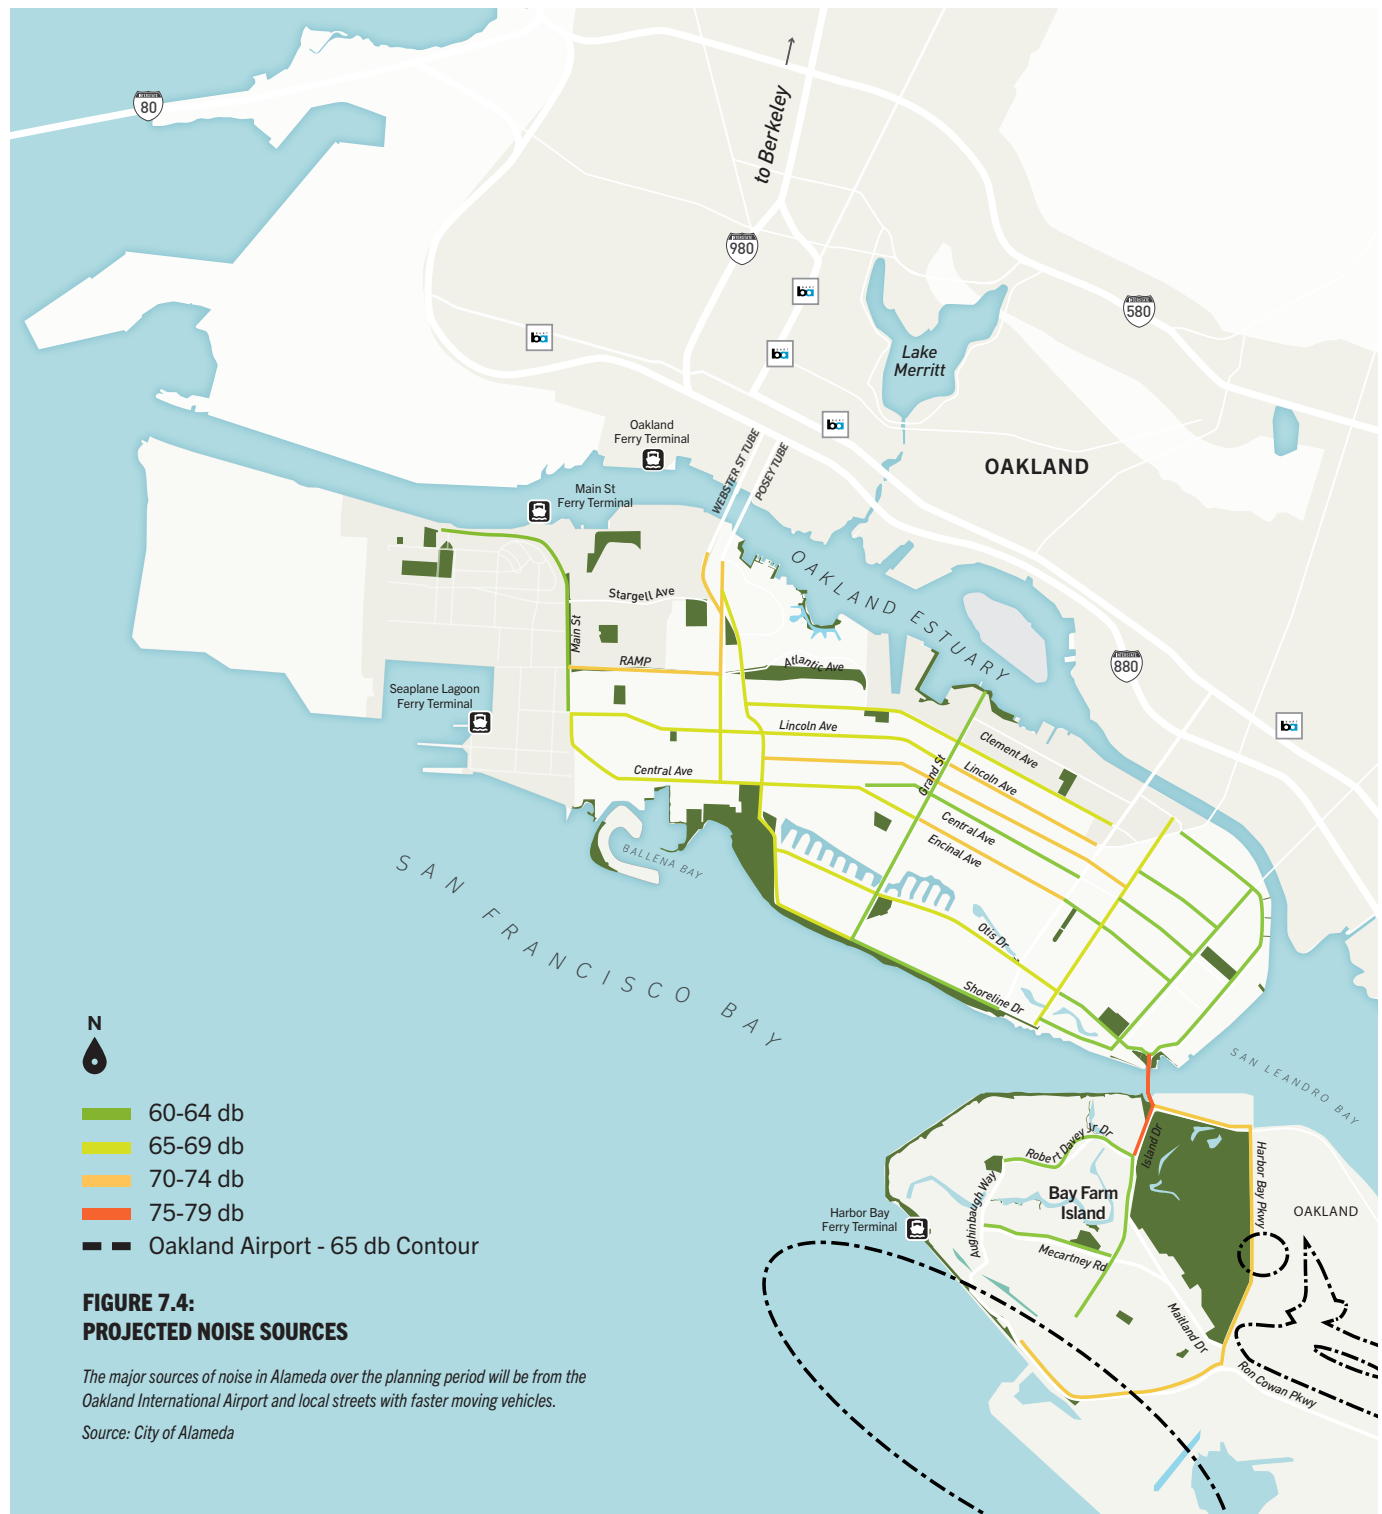 80
to Berkeley
980
580
Lake
Merritt
Oakland
Ferry Terminal
OAKLAND
WEBSTER ST TUBE
POSEY TUBE
Main St
Ferry Terminal
OAKLAND ESTUARY
Stargell Ave
Main St
RAMP
Atlantic Ave
880
Seaplane Lagoon
Ferry Terminal
Lincoln Ave
Clement Ave
Central Ave
Grand St
Lincoln Ave
Central Ave
Encinal Ave
BALLENA BAY
SAN FRANCISCO BAY
Otis Dr
Shoreline Dr
SAN LEANDRO BAY
Robert Davey Jr Dr
Island Dr
Harbor Bay Pkwy
Aughinbaugh Way
Bay Farm
Island
OAKLAND
Harbor Bay
Ferry Terminal
Mecartney Rd
Maitland Dr
Ron Cowan Pkwy
N
60-64 db
65-69 db
70-74 db
75-79 db
Oakland Airport - 65 db Contour
FIGURE 7.4:
PROJECTED NOISE SOURCES
The major sources of noise in Alameda over the planning period will be from the
Oakland International Airport and local streets with faster moving vehicles.
Source: City of Alameda